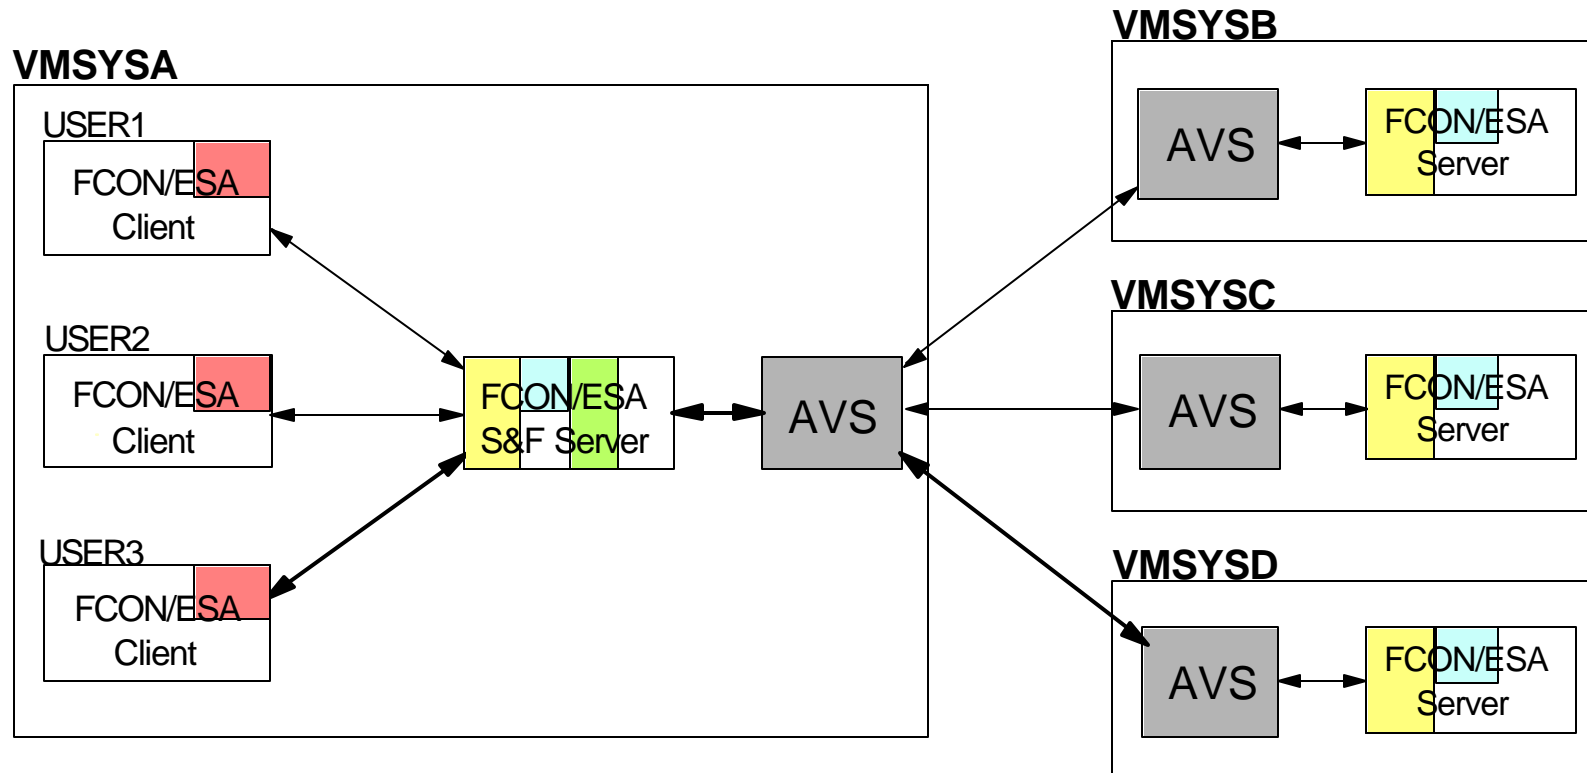 VMSYSA
USER1
FCON/ESA
Client
USER2
FCON/ESA
Client
USER3
FCON/ESA
Client
FCON/ESA
S&F Server
AVS
VMSYSB
AVS
FCON/ESA
Server
VMSYSC
AVS
FCON/ESA
Server
VMSYSD
AVS
FCON/ESA
Server